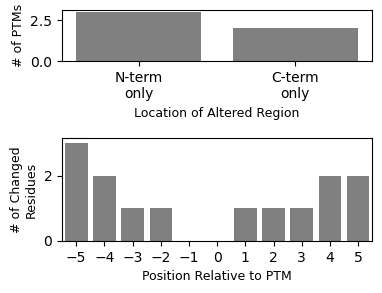 # of PTMs
2.5
0.0
N-term
only
C-term
only
Location of Altered Region
# of Changed
Residues
2
0
−5 −4 −3 −2 −1 0 1 2 3 4 5
Position Relative to PTM